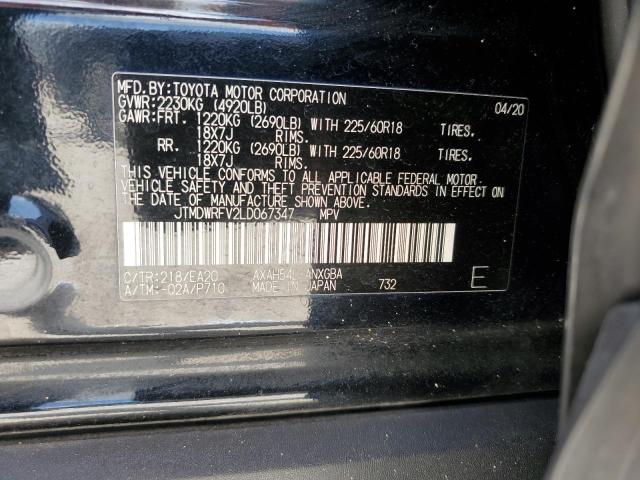 MFD.BY:TOYOTA MOTOR CORPORATION 04/20
GVWR:2230KG (4920LB)
GAWR:FRT. 1220KG (2690LB) WITH 225/60R18 TIRES.
18X7J RIMS.
RR. 1220KG (2690LB) WITH 225/60R18 TIRES.
18X7J RIMS.
THIS VEHICLE CONFORMS TO ALL APPLICABLE FEDERAL MOTOR
VEHICLE SAFETY AND THEFT PREVENTION STANDARDS IN EFFECT ON
THE DATE OF MANUFACTURE SHOWN ABOVE.
JTMDWRFV2LD067347 MPV
C/TR:218/EA20 AXAH54L-ANXGBA
A/TM:-02A/P710 MADE IN JAPAN 732 E